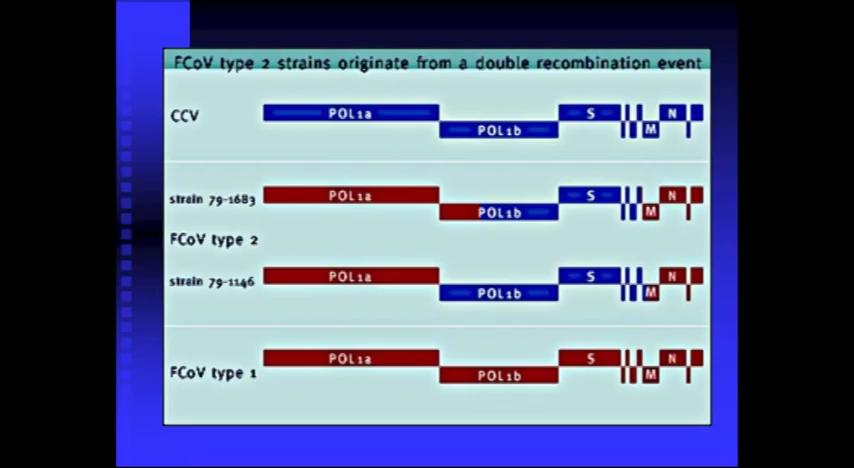 FCoV type 2 strains originate from a double recombination event
CCV
POL1a
POL1b
S
M
N
strain 79-1683
POL1a
POL1b
S
M
N
FCoV type 2
strain 79-1146
POL1a
POL1b
S
M
N
FCoV type 1
POL1a
POL1b
S
M
N